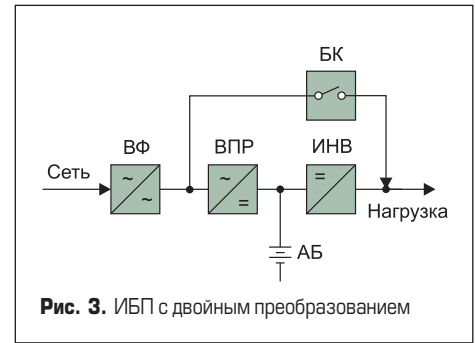 БК
ВФ
ВПР
ИНВ
Сеть
~
~
~
=
=
Нагрузка
АБ
Рис. 3. ИБП с двойным преобразованием